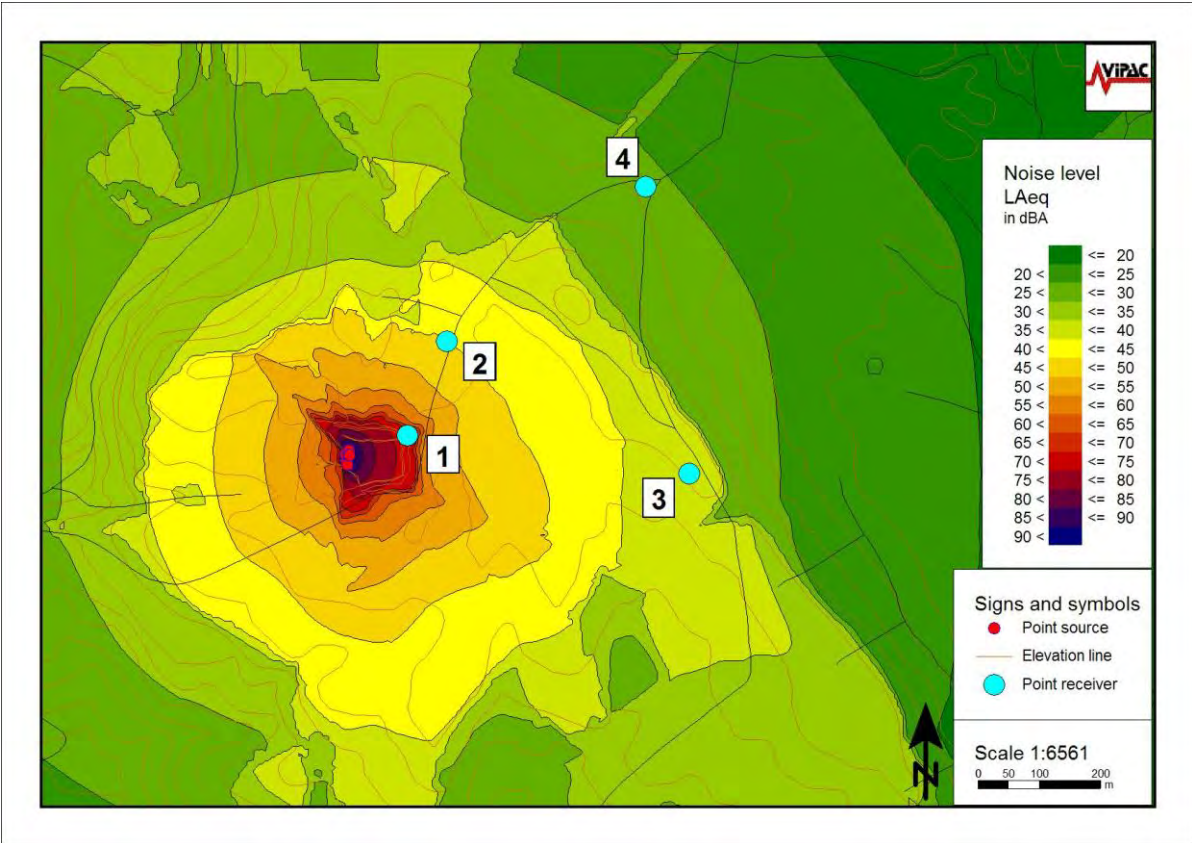 VIPAC
4
2
1
3
Noise level
LAeq
in dBA
<= 20
20 < <= 25
25 < <= 30
30 < <= 35
35 < <= 40
40 < <= 45
45 < <= 50
50 < <= 55
55 < <= 60
60 < <= 65
65 < <= 70
70 < <= 75
75 < <= 80
80 < <= 85
85 < <= 90
90 <
Signs and symbols
Point source
Elevation line
Point receiver
N
Scale 1:6561
0 50 100 200
m